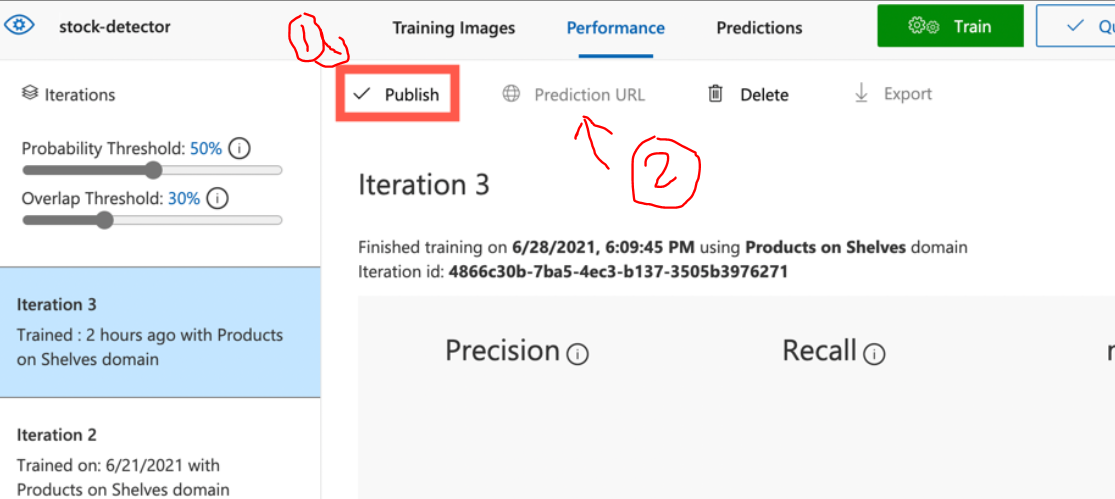 stock-detector
Training Images
Performance
Predictions
Train
1
Iterations
Publish
Prediction URL
Delete
Export
Probability Threshold: 50%
Overlap Threshold: 30%
2
Iteration 3
Finished training on 6/28/2021, 6:09:45 PM using Products on Shelves domain
Iteration id: 4866c30b-7ba5-4ec3-b137-3505b3976271
Iteration 3
Trained : 2 hours ago with Products
on Shelves domain
Precision
Recall
Iteration 2
Trained on: 6/21/2021 with
Products on Shelves domain